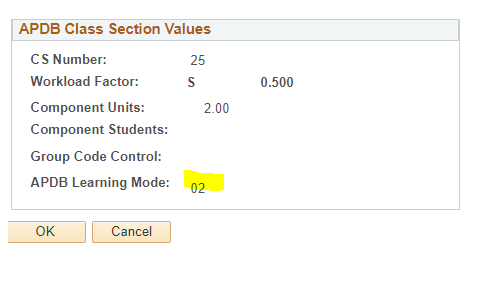 APDB Class Section Values
CS Number: 25
Workload Factor: S 0.500
Component Units: 2.00
Component Students:
Group Code Control:
APDB Learning Mode: 02
OK Cancel